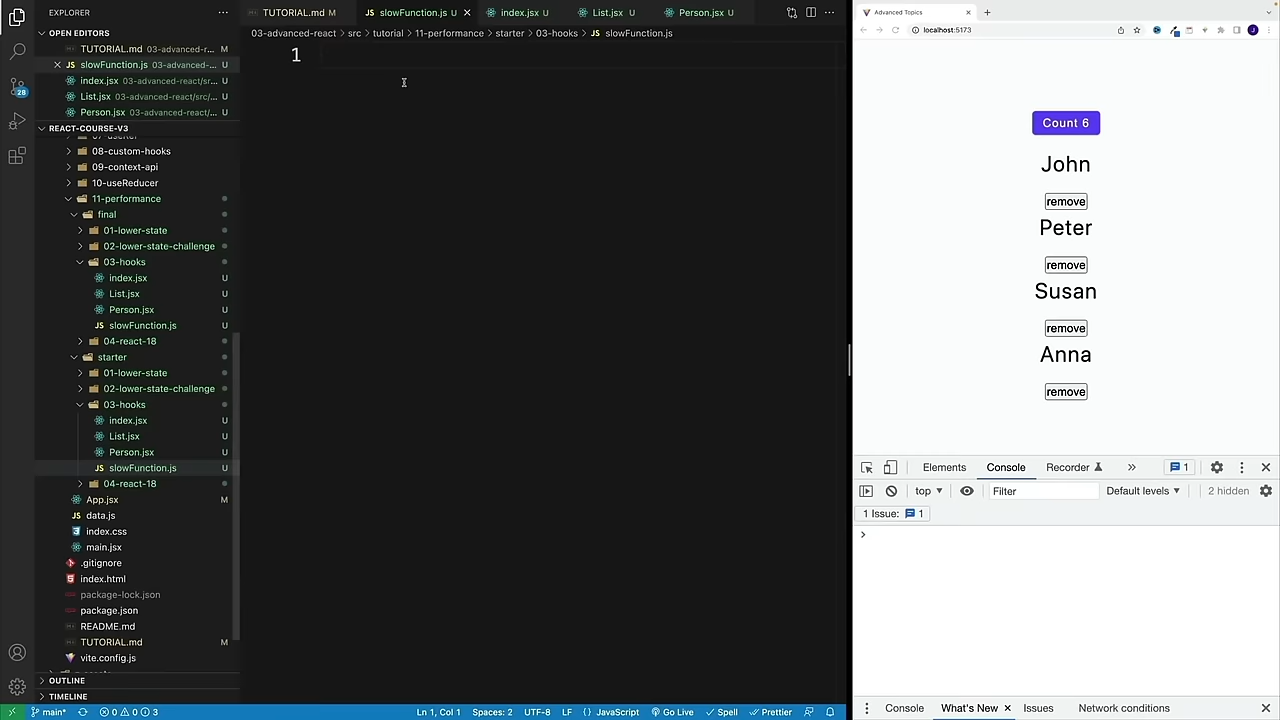 EXPLORER
OPEN EDITORS
TUTORIAL.md 03-advanced-r... M
slowFunction.js 03-advanced-... U
index.jsx 03-advanced-react/sr... U
List.jsx 03-advanced-react/src/... U
Person.jsx 03-advanced-react/... U
REACT-COURSE-V3
08-custom-hooks
09-context-api
10-useReducer
11-performance
final
01-lower-state
02-lower-state-challenge
03-hooks
index.jsx U
List.jsx U
Person.jsx U
slowFunction.js U
04-react-18
starter
01-lower-state
02-lower-state-challenge
03-hooks
index.jsx U
List.jsx U
Person.jsx U
slowFunction.js U
04-react-18
App.jsx M
data.js
index.css
main.jsx
.gitignore
index.html
package-lock.json
package.json
README.md
TUTORIAL.md M
vite.config.js
OUTLINE
TIMELINE
28
TUTORIAL.md M
slowFunction.js U
index.jsx U
List.jsx U
Person.jsx U
03-advanced-react > src > tutorial > 11-performance > starter > 03-hooks > JS slowFunction.js
1
main*
0 0 3
Ln 1, Col 1
Spaces: 2
UTF-8
LF
{} JavaScript
Go Live
Spell
Prettier
Advanced Topics
localhost:5173
J
Count 6
John
remove
Peter
remove
Susan
remove
Anna
remove
Elements
Console
Recorder
1
top
Filter
Default levels
2 hidden
1 Issue: 1
Console
What's New
Issues
Network conditions